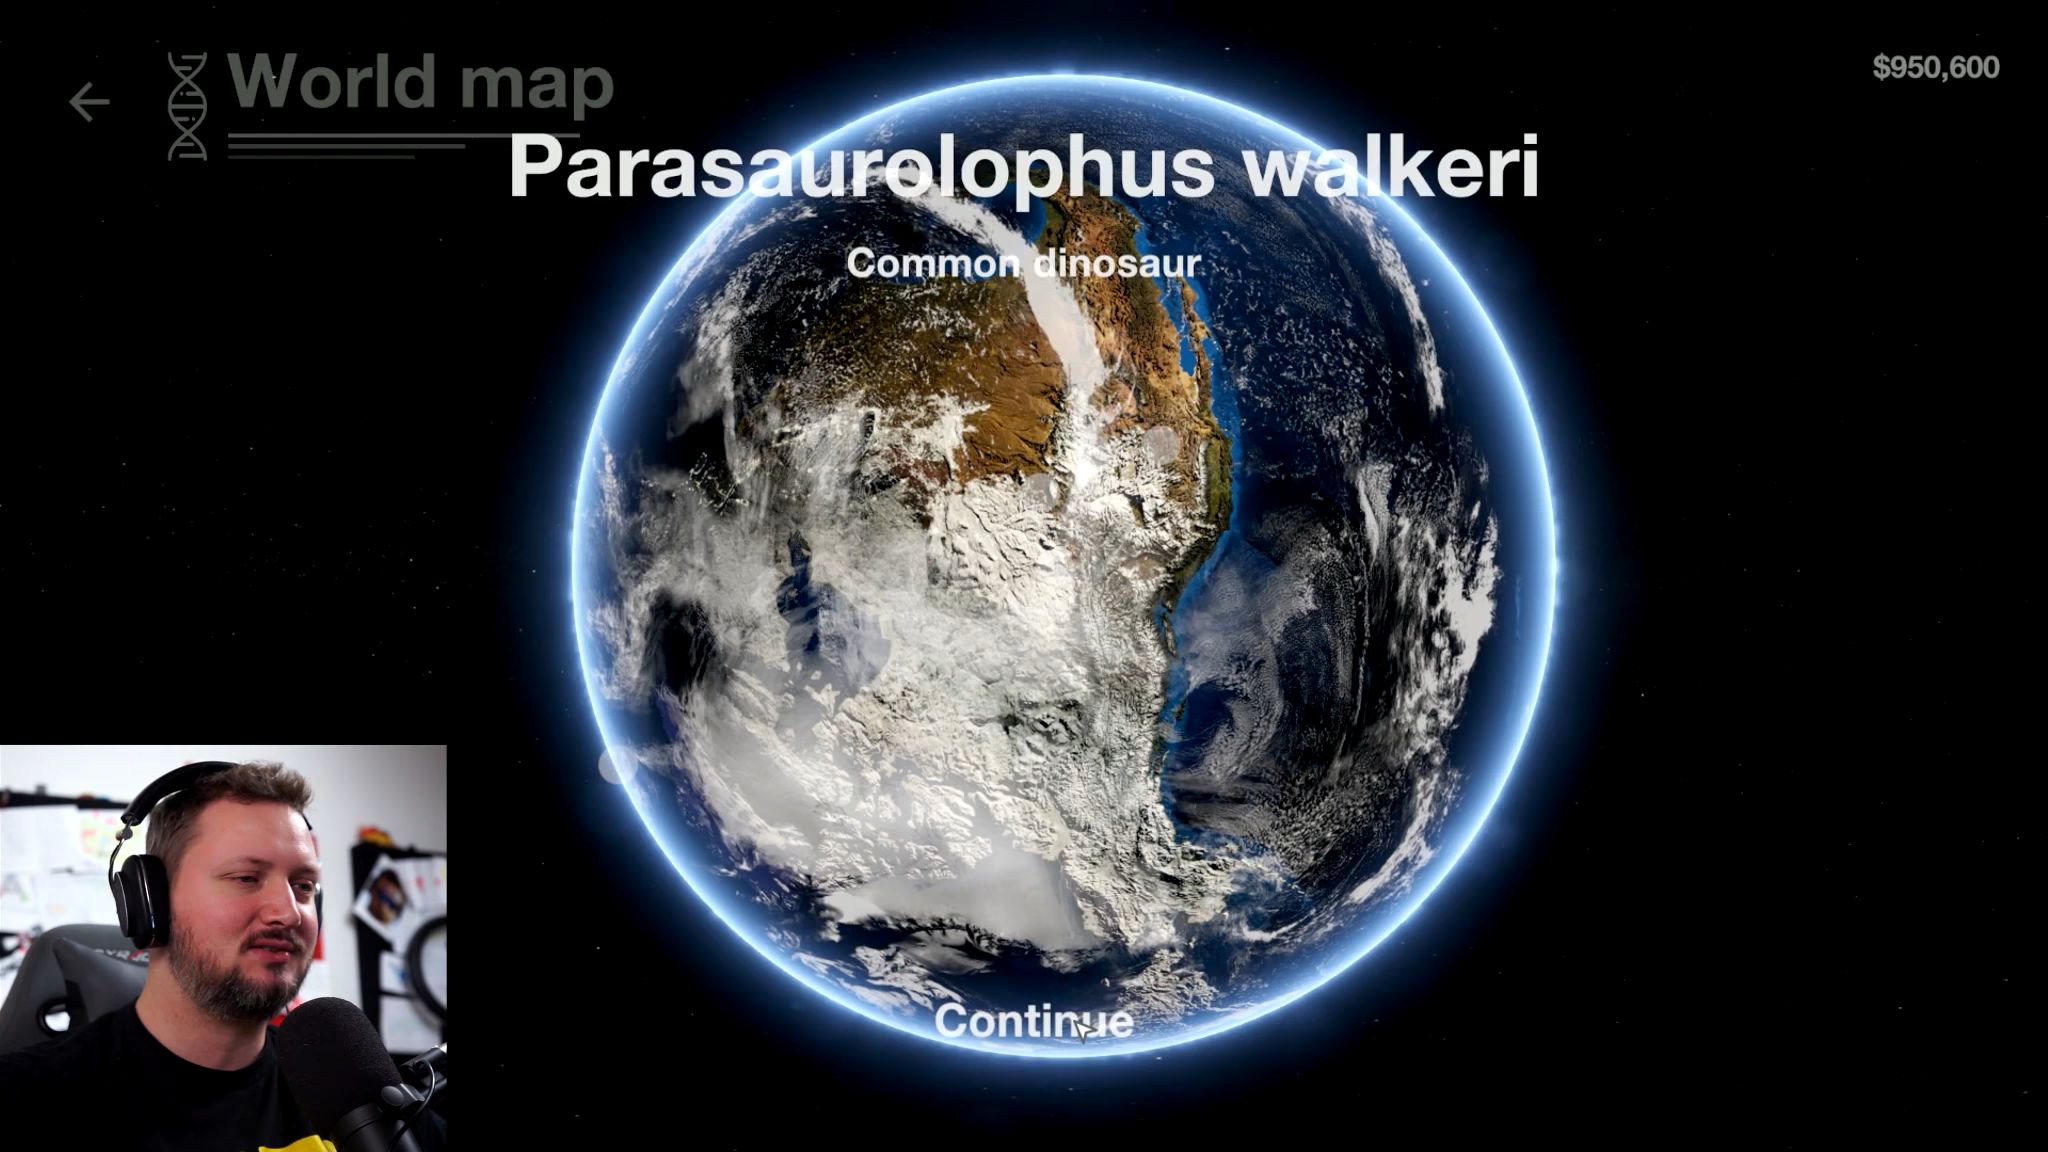 World map
$950,600
Parasaurolophus walkeri
Common dinosaur
Continue